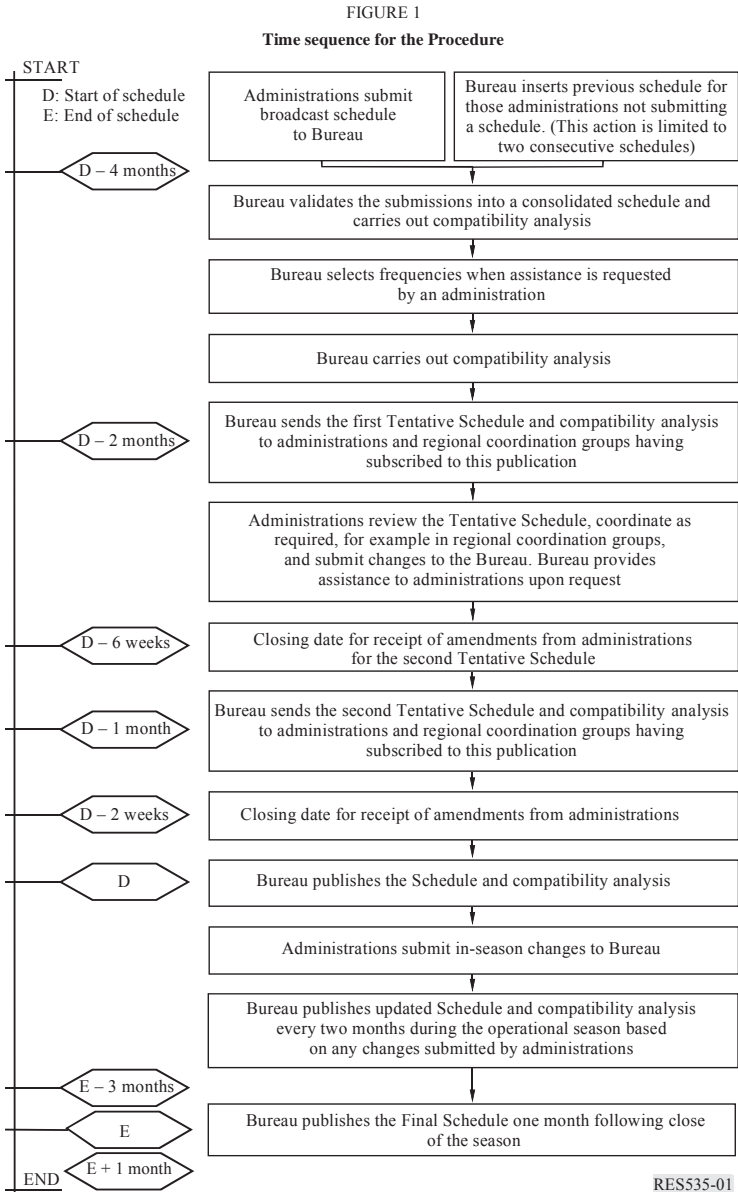 FIGURE 1
Time sequence for the Procedure
START
D: Start of schedule
E: End of schedule
Administrations submit
broadcast schedule
to Bureau
Bureau inserts previous schedule for
those administrations not submitting
a schedule. (This action is limited to
two consecutive schedules)
D – 4 months
Bureau validates the submissions into a consolidated schedule and
carries out compatibility analysis
Bureau selects frequencies when assistance is requested
by an administration
Bureau carries out compatibility analysis
D – 2 months
Bureau sends the first Tentative Schedule and compatibility analysis
to administrations and regional coordination groups having
subscribed to this publication
Administrations review the Tentative Schedule, coordinate as
required, for example in regional coordination groups,
and submit changes to the Bureau. Bureau provides
assistance to administrations upon request
D – 6 weeks
Closing date for receipt of amendments from administrations
for the second Tentative Schedule
D – 1 month
Bureau sends the second Tentative Schedule and compatibility analysis
to administrations and regional coordination groups having
subscribed to this publication
D – 2 weeks
Closing date for receipt of amendments from administrations
D
Bureau publishes the Schedule and compatibility analysis
Administrations submit in-season changes to Bureau
Bureau publishes updated Schedule and compatibility analysis
every two months during the operational season based
on any changes submitted by administrations
E – 3 months
E
Bureau publishes the Final Schedule one month following close
of the season
E + 1 month
END
RES535-01